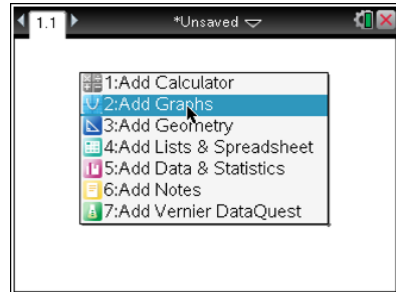 1.1 *Unsaved
1:Add Calculator
2:Add Graphs
3:Add Geometry
4:Add Lists & Spreadsheet
5:Add Data & Statistics
6:Add Notes
7:Add Vernier DataQuest